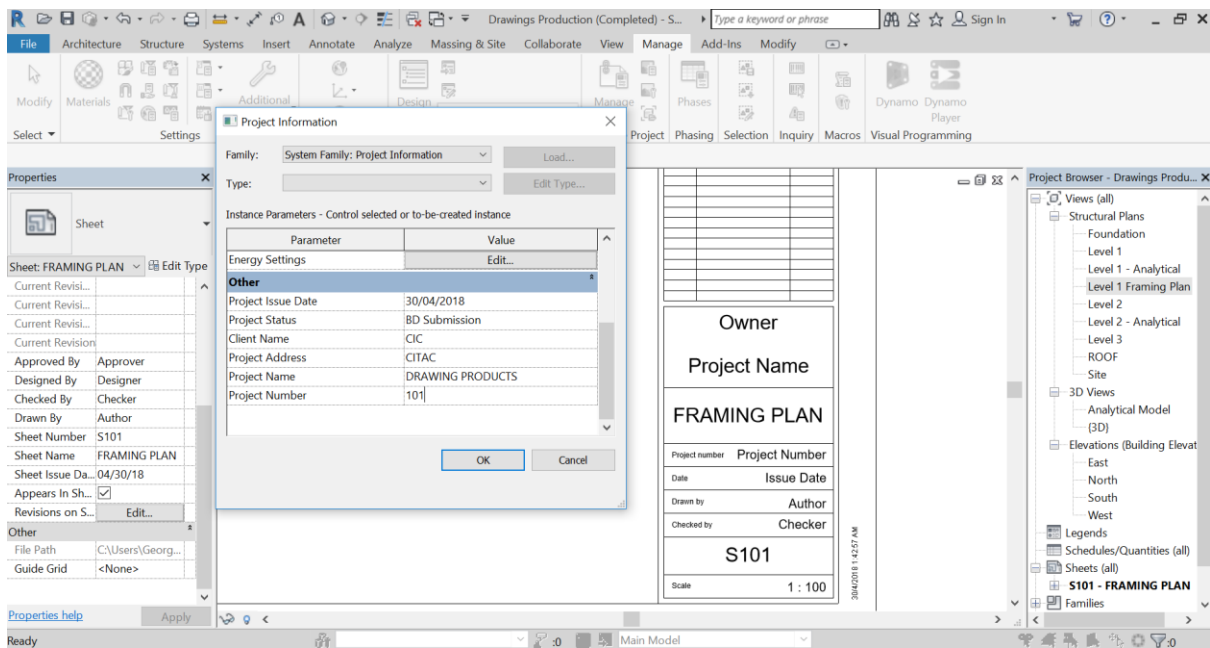 Drawings Production (Completed) - S...
Type a keyword or phrase
Sign In
File Architecture Structure Systems Insert Annotate Analyze Massing & Site Collaborate View Manage Add-Ins Modify
Modify Materials Additional Design Manage Phases Dynamo Dynamo Player
Select Settings Project Phasing Selection Inquiry Macros Visual Programming
Project Information
Family: System Family: Project Information Load...
Type: Edit Type...
Instance Parameters - Control selected or to-be-created instance
Parameter Value
Energy Settings Edit...
Other
Project Issue Date 30/04/2018
Project Status BD Submission
Client Name CIC
Project Address CITAC
Project Name DRAWING PRODUCTS
Project Number 101
OK Cancel
Properties
Sheet
Sheet: FRAMING PLAN Edit Type
Current Revisi...
Current Revisi...
Current Revisi...
Current Revision
Approved By Approver
Designed By Designer
Checked By Checker
Drawn By Author
Sheet Number S101
Sheet Name FRAMING PLAN
Sheet Issue Da... 04/30/18
Appears In Sh...
Revisions on S... Edit...
Other
File Path C:\Users\Georg...
Guide Grid <None>
Properties help Apply
Owner
Project Name
FRAMING PLAN
Project number Project Number
Date Issue Date
Drawn by Author
Checked by Checker
S101
Scale 1 : 100
30/4/2018 1:42:57 AM
Project Browser - Drawings Produ...
Views (all)
Structural Plans
Foundation
Level 1
Level 1 - Analytical
Level 1 Framing Plan
Level 2
Level 2 - Analytical
Level 3
ROOF
Site
3D Views
Analytical Model
{3D}
Elevations (Building Elevat
East
North
South
West
Legends
Schedules/Quantities (all)
Sheets (all)
S101 - FRAMING PLAN
Families
Ready :0 Main Model :0